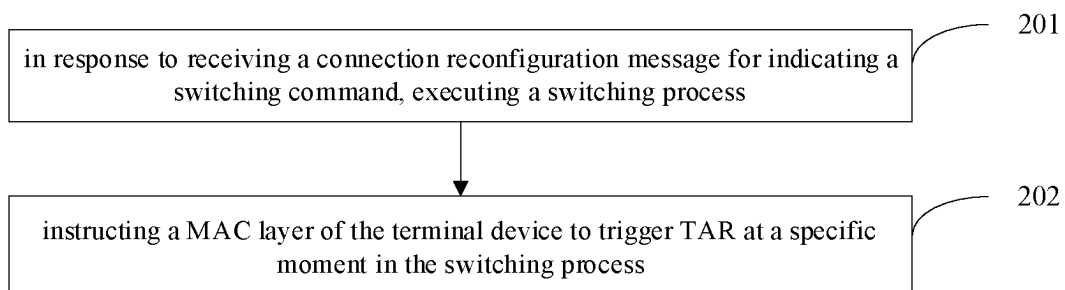 201
in response to receiving a connection reconfiguration message for indicating a
switching command, executing a switching process
202
instructing a MAC layer of the terminal device to trigger TAR at a specific
moment in the switching process